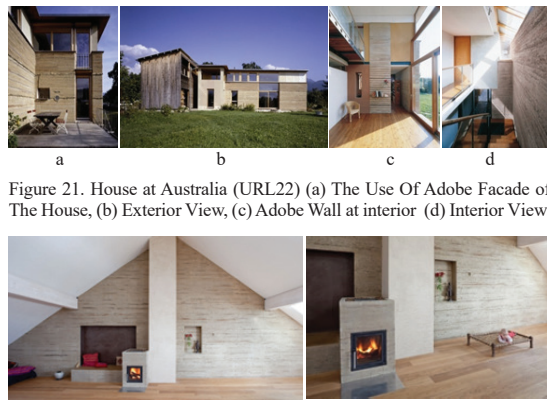 a b c d
Figure 21. House at Australia (URL22) (a) The Use Of Adobe Facade of
The House, (b) Exterior View, (c) Adobe Wall at interior (d) Interior View